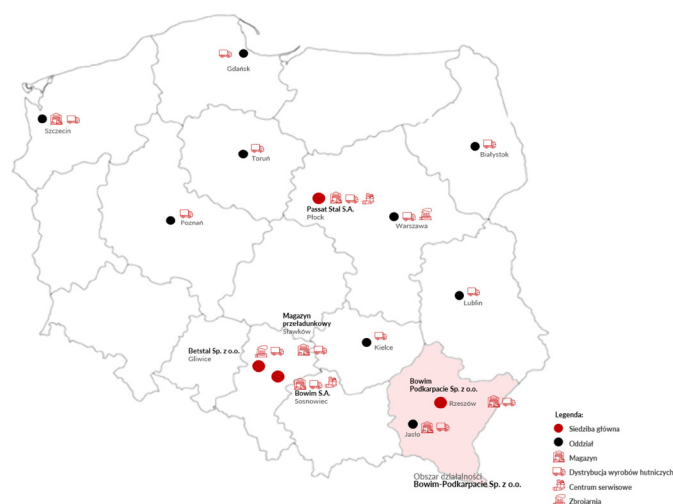 Gdańsk
Szczecin
Toruń
Białystok
Passat Stal S.A.
Płock
Poznań
Warszawa
Lublin
Magazyn
przeładunkowy
Sławków
Kielce
Betstal Sp. z o.o.
Gliwice
Bowim S.A.
Sosnowiec
Bowim
Podkarpacie Sp. z o.o.
Rzeszów
Jasło
Obszar działalności
Bowim-Podkarpacie Sp. z o.o.
Legenda:
Siedziba główna
Oddział
Magazyn
Dystrybucja wyrobów hutniczych
Centrum serwisowe
Zbrojarnia